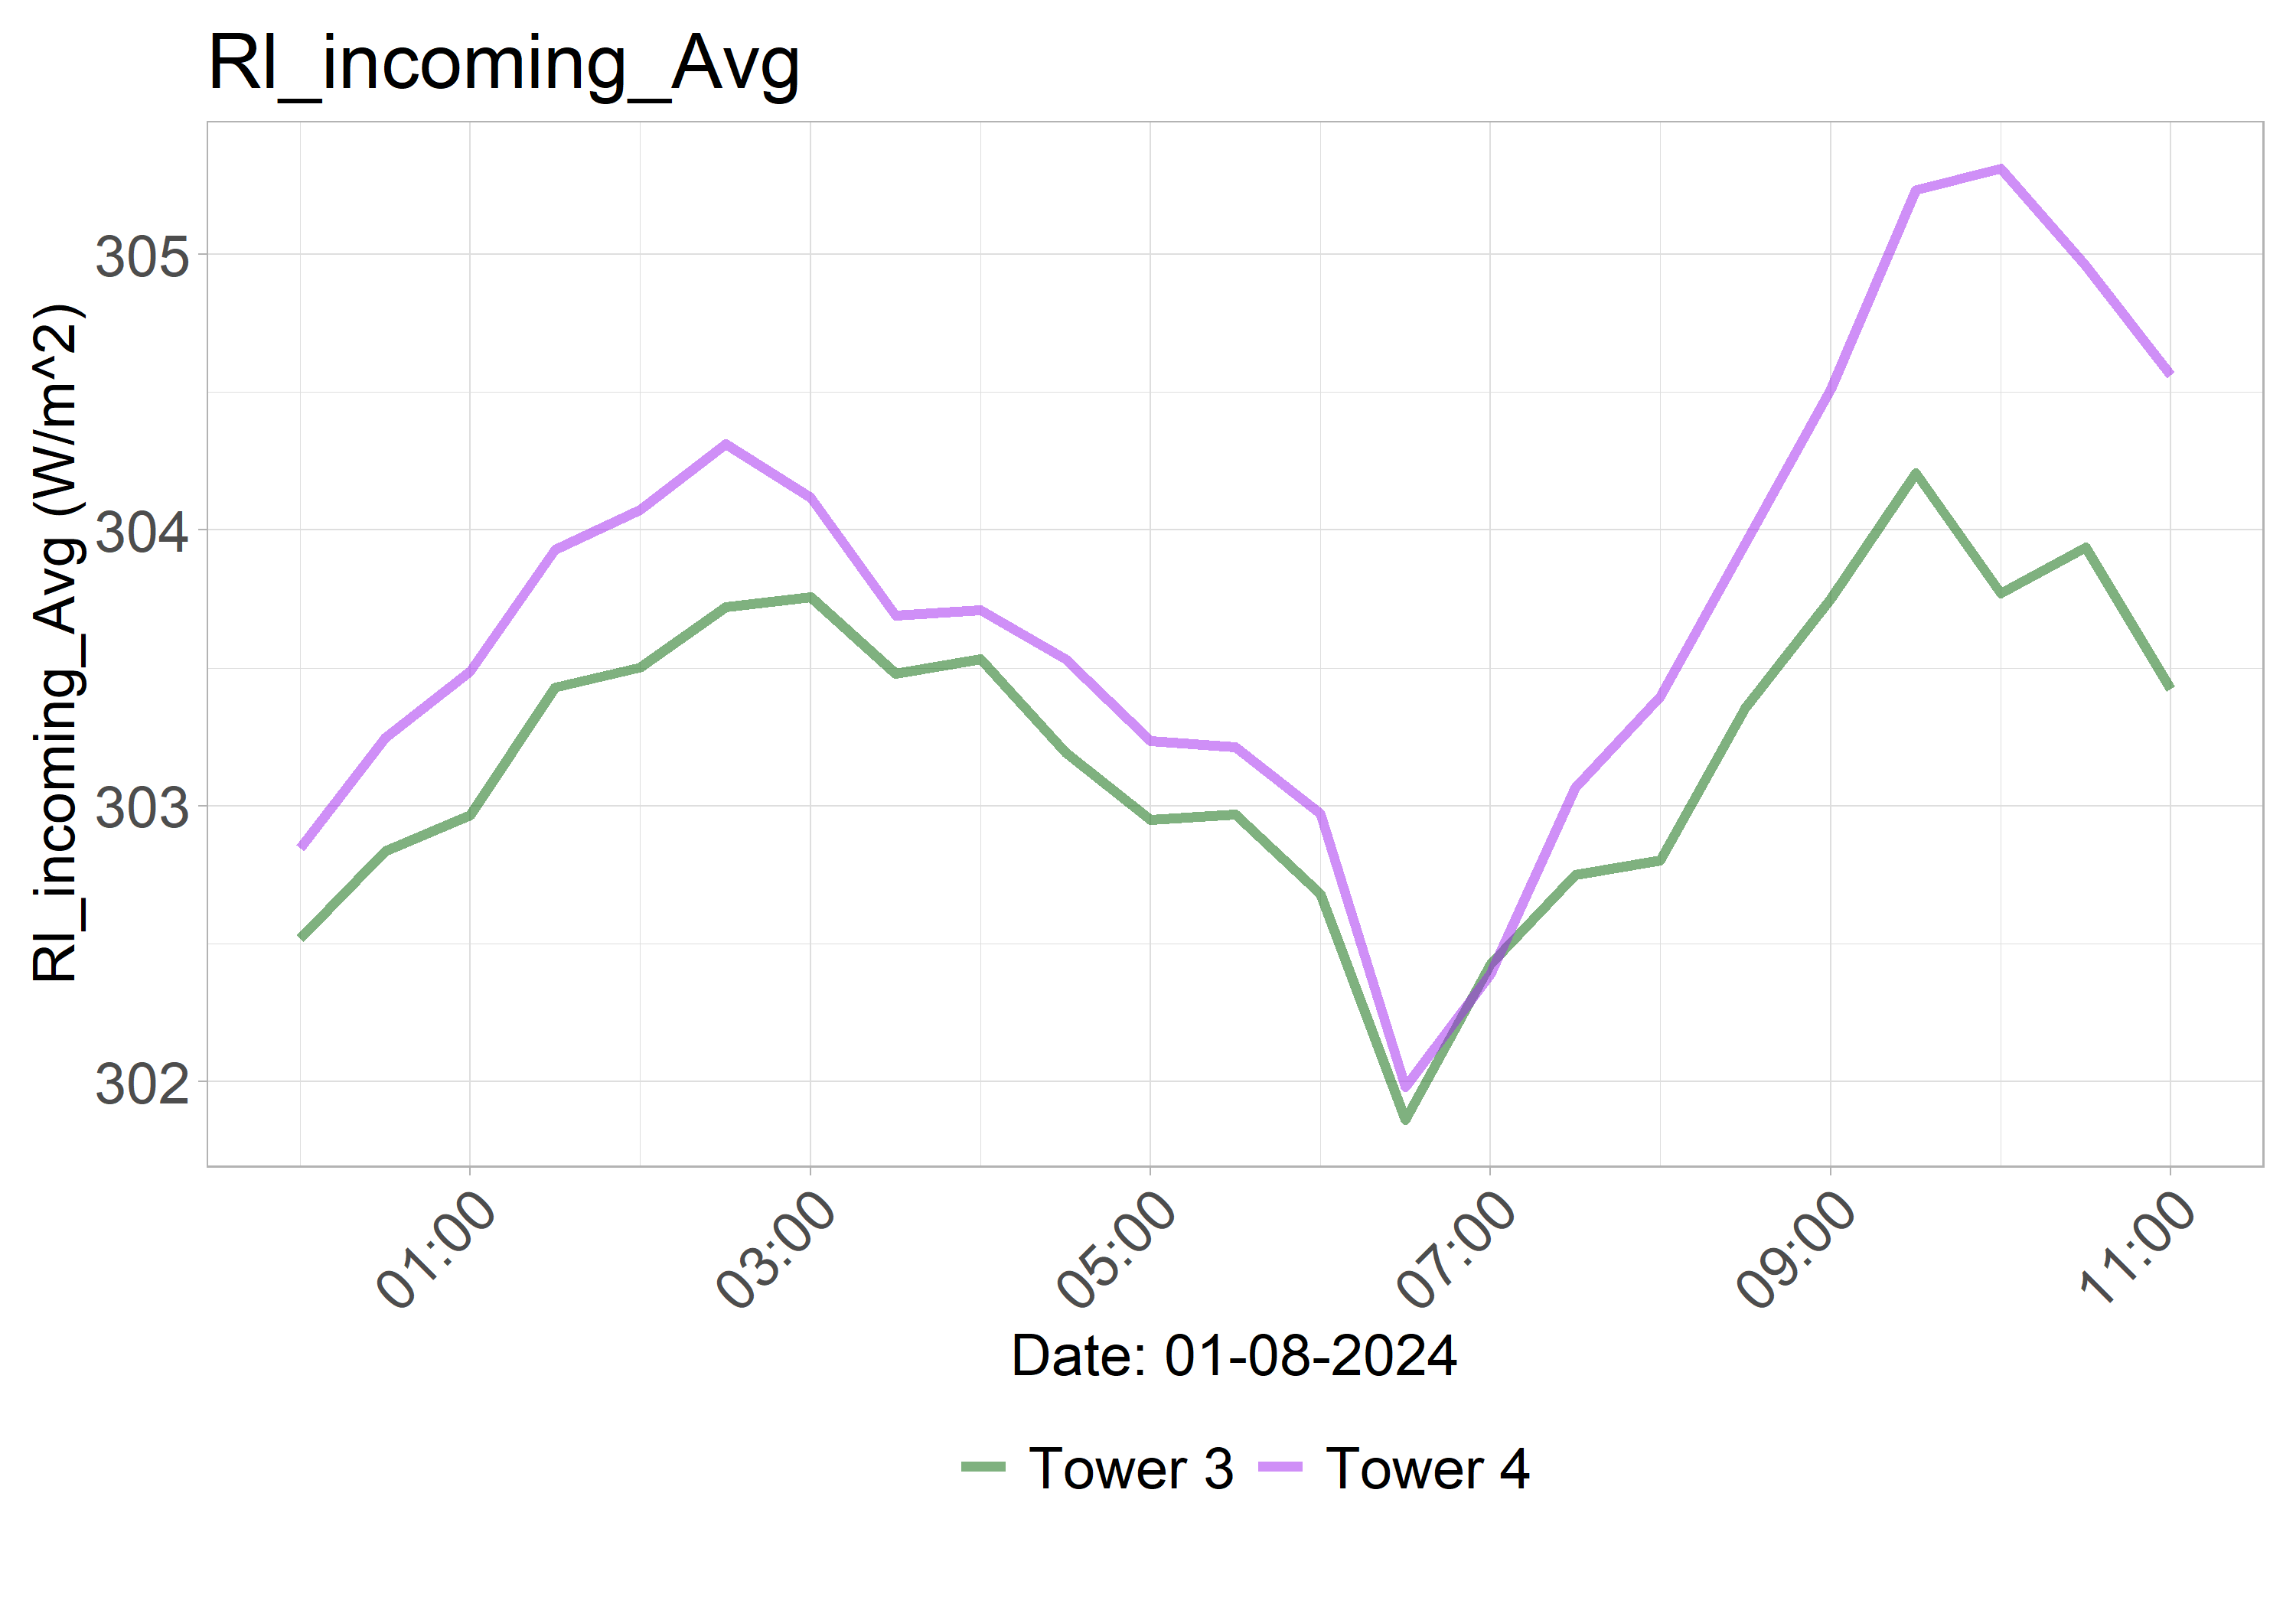 Rl_incoming_Avg
Rl_incoming_Avg (W/m^2)
305
304
303
302
01:00
03:00
05:00
07:00
09:00
11:00
Date: 01-08-2024
Tower 3
Tower 4